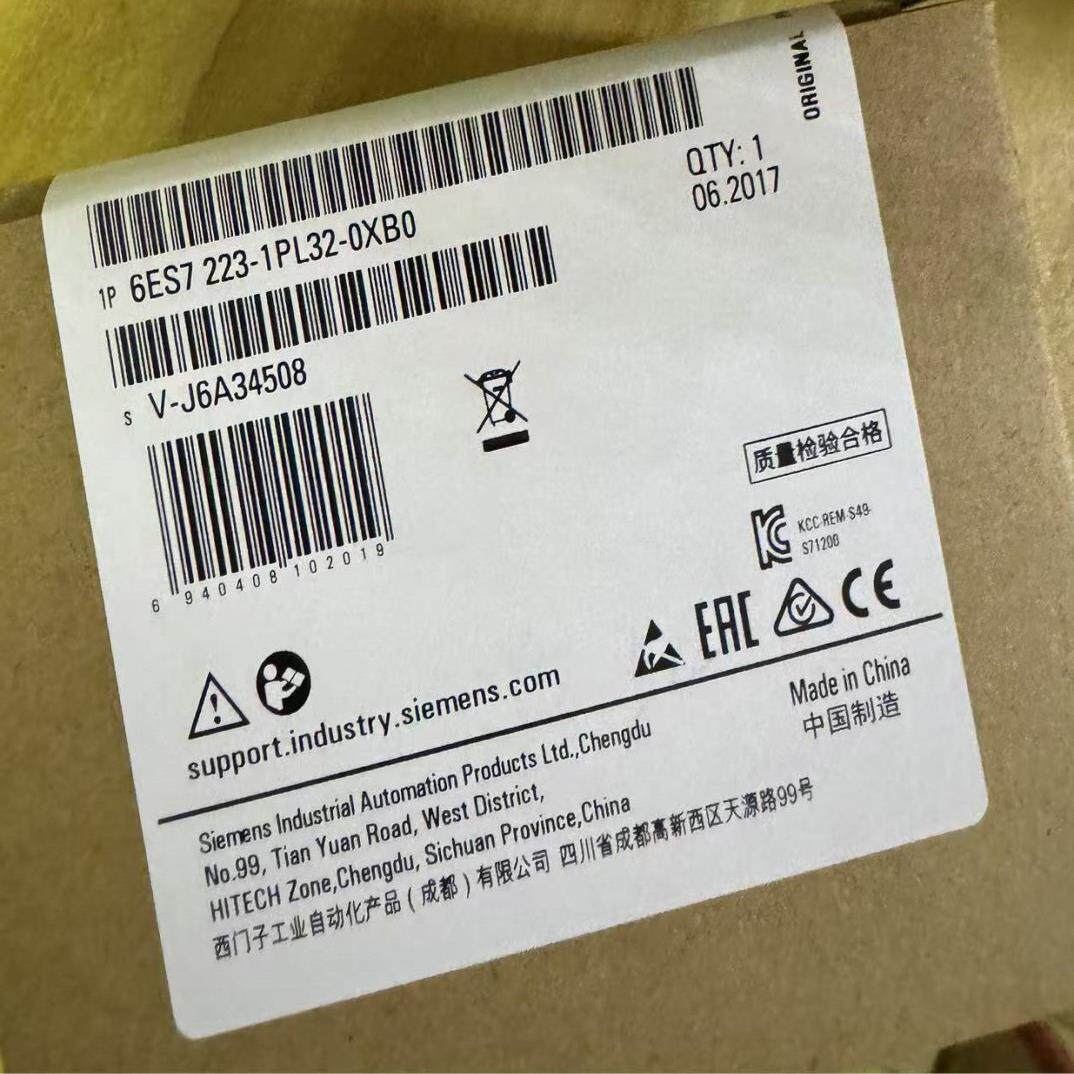 ORIGINAL
QTY: 1
06.2017
1P 6ES7 223-1PL32-0XB0
S V-J6A34508
6 940408 102019
质量检验合格
KCC-REM-S49-
S71200
EAC
CE
support.industry.siemens.com
Made in China
中国制造
Siemens Industrial Automation Products Ltd.,Chengdu
No.99, Tian Yuan Road, West District,
HITECH Zone,Chengdu, Sichuan Province,China
西门子工业自动化产品(成都)有限公司 四川省成都高新西区天源路99号